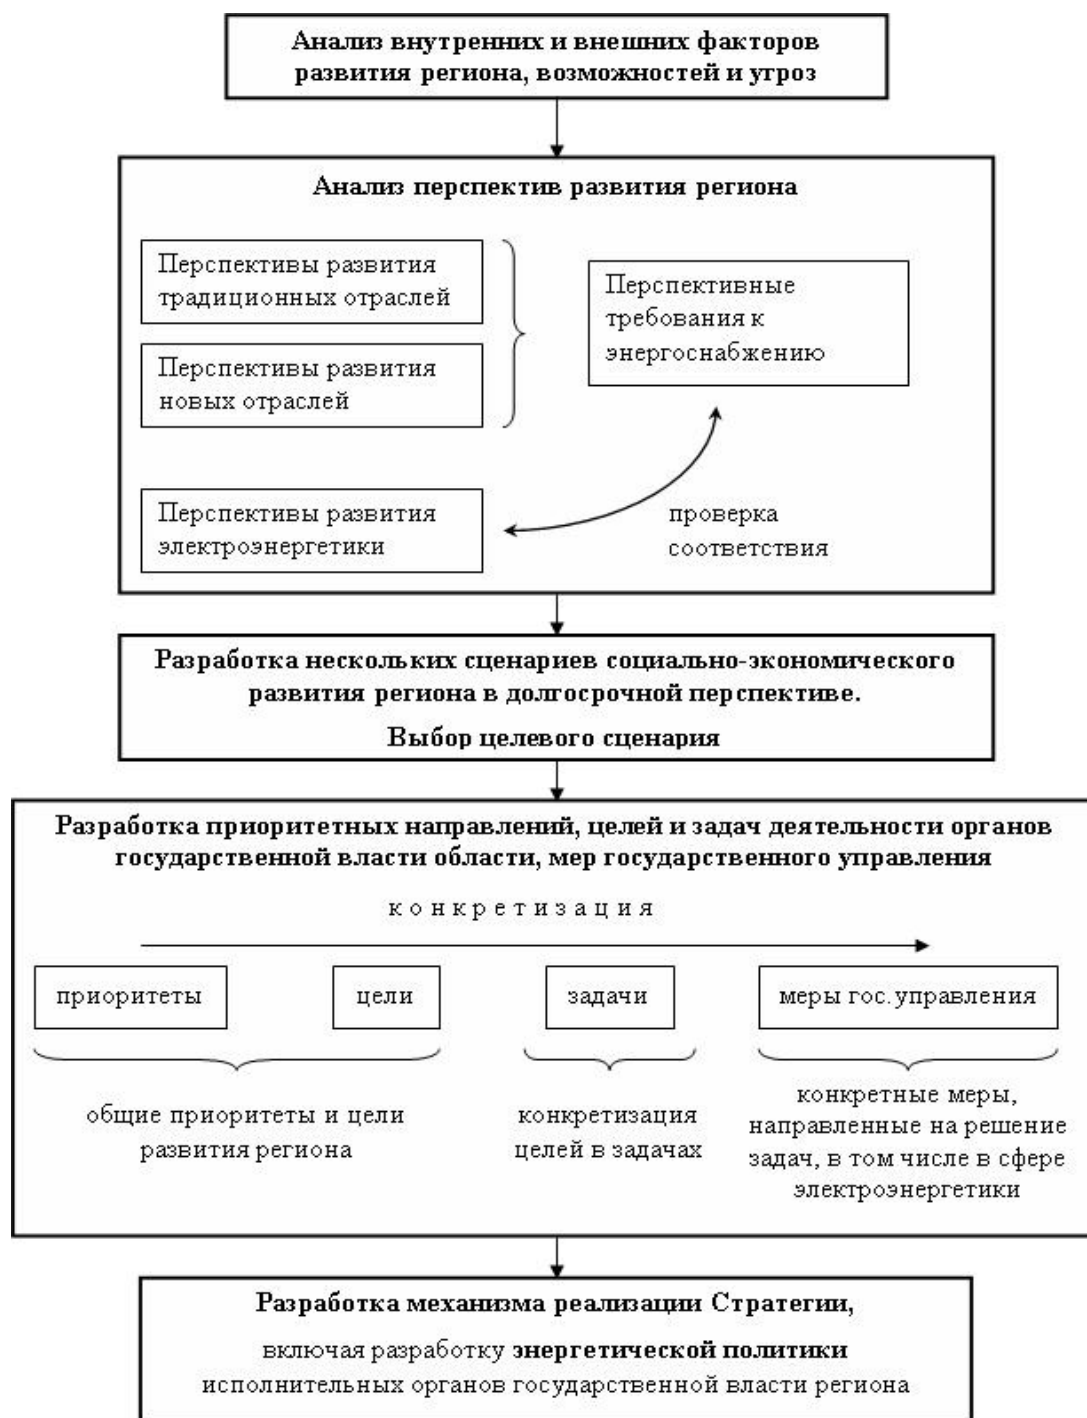 Анализ внутренних и внешних факторов
развития региона, возможностей и угроз
Анализ перспектив развития региона
Перспективы развития
традиционных отраслей
Перспективы развития
новых отраслей
Перспективные
требования к
энергоснабжению
Перспективы развития
электроэнергетики
проверка
соответствия
Разработка нескольких сценариев социально-экономического
развития региона в долгосрочной перспективе.
Выбор целевого сценария
Разработка приоритетных направлений, целей и задач деятельности органов
государственной власти области, мер государственного управления
к о н к р е т и з а ц и я
приоритеты
цели
задачи
меры гос.управления
общие приоритеты и цели
развития региона
конкретизация
целей в задачах
конкретные меры,
направленные на решение
задач, в том числе в сфере
электроэнергетики
Разработка механизма реализации Стратегии,
включая разработку энергетической политики
исполнительных органов государственной власти региона